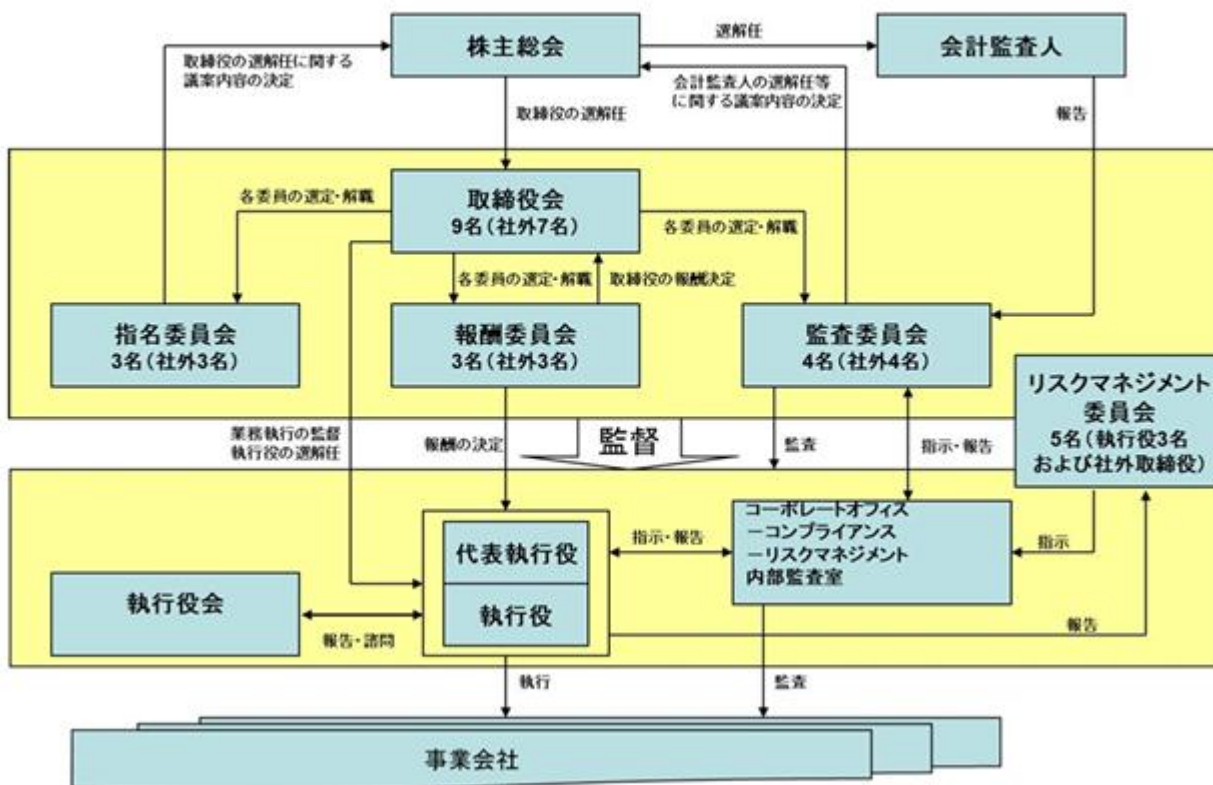 株主総会
選解任
会計監査人
取締役の選解任に関する
議案内容の決定
会計監査人の選解任等
に関する議案内容の決定
取締役の選解任
報告
取締役会
9名(社外7名)
各委員の選定・解職
各委員の選定・解職
各委員の選定・解職
取締役の報酬決定
指名委員会
3名(社外3名)
報酬委員会
3名(社外3名)
監査委員会
4名(社外4名)
リスクマネジメント
委員会
5名(執行役3名
および社外取締役)
業務執行の監督
執行役の選解任
報酬の決定
監督
監査
指示・報告
コーポレートオフィス
－コンプライアンス
－リスクマネジメント
内部監査室
代表執行役
執行役
指示・報告
指示
執行役会
報告・諮問
報告
執行
監査
事業会社